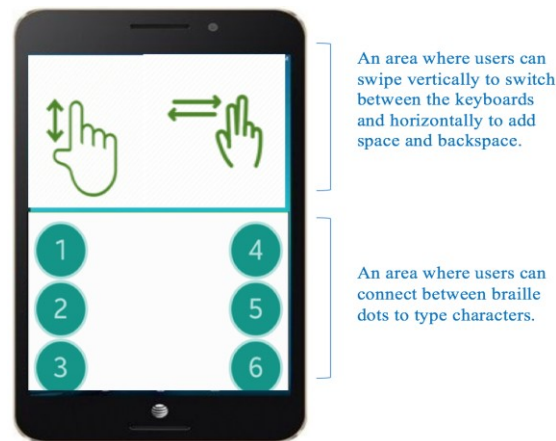 An area where users can
swipe vertically to switch
between the keyboards
and horizontally to add
space and backspace.
1 4
2 5
3 6
An area where users can
connect between braille
dots to type characters.